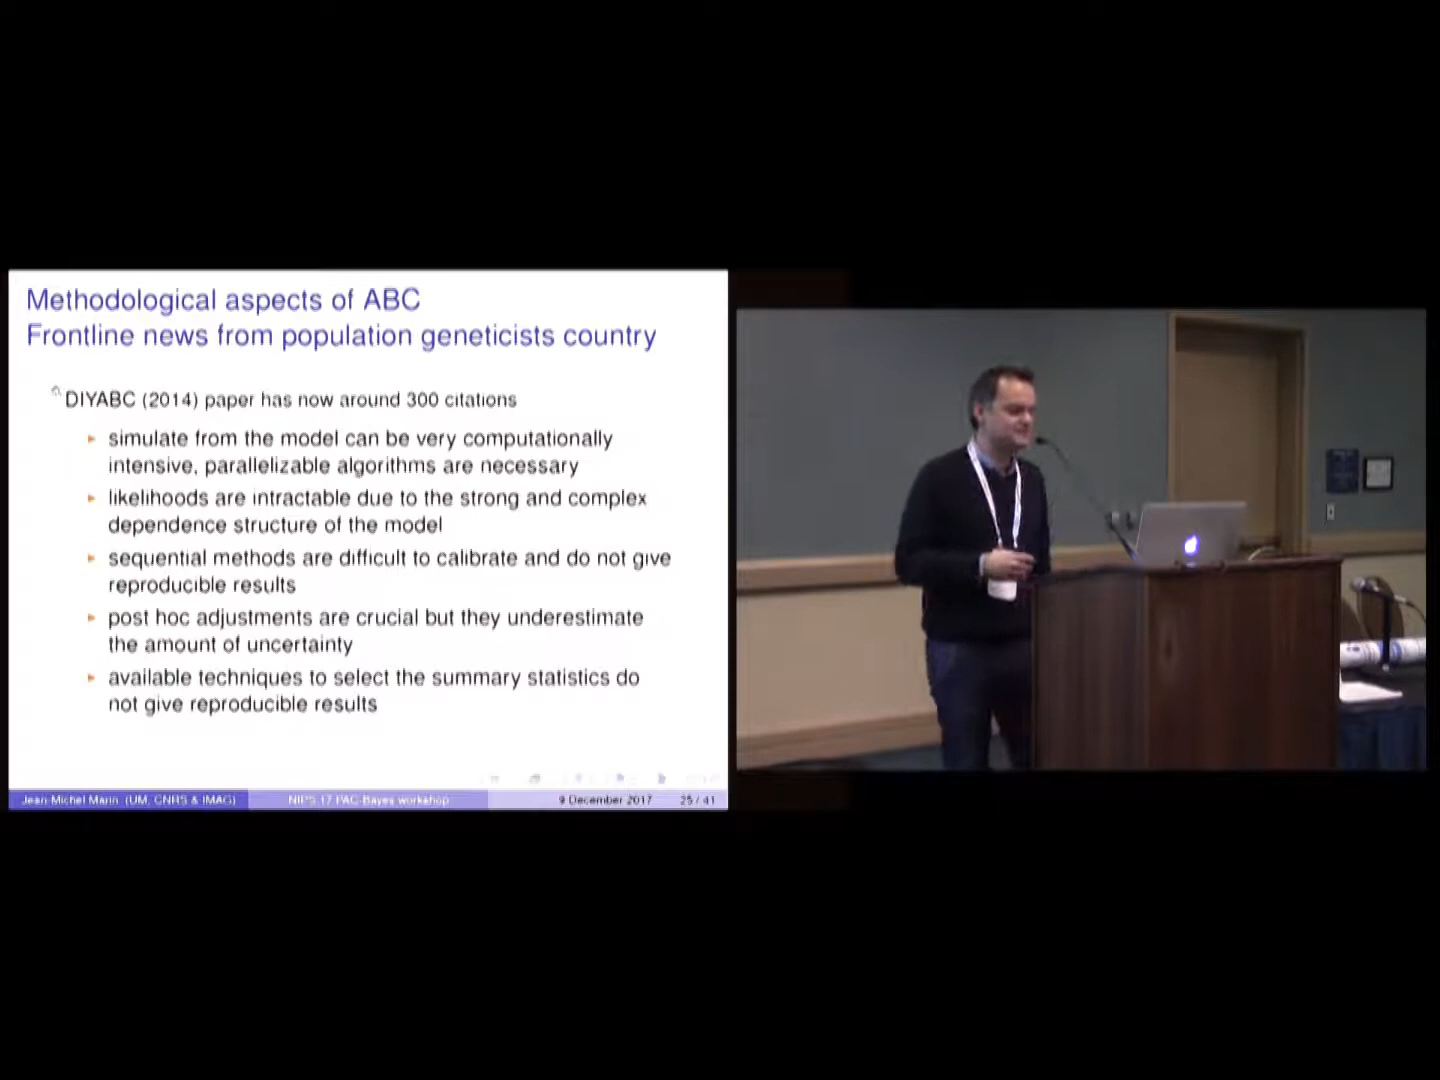 Methodological aspects of ABC
Frontline news from population geneticists country
DIYABC (2014) paper has now around 300 citations
simulate from the model can be very computationally
intensive, parallelizable algorithms are necessary
likelihoods are intractable due to the strong and complex
dependence structure of the model
sequential methods are difficult to calibrate and do not give
reproducible results
post hoc adjustments are crucial but they underestimate
the amount of uncertainty
available techniques to select the summary statistics do
not give reproducible results
Jean-Michel Marin (UM, CNRS & IMAG) NIPS 17 PAC-Bayes workshop 9 December 2017 25 / 41